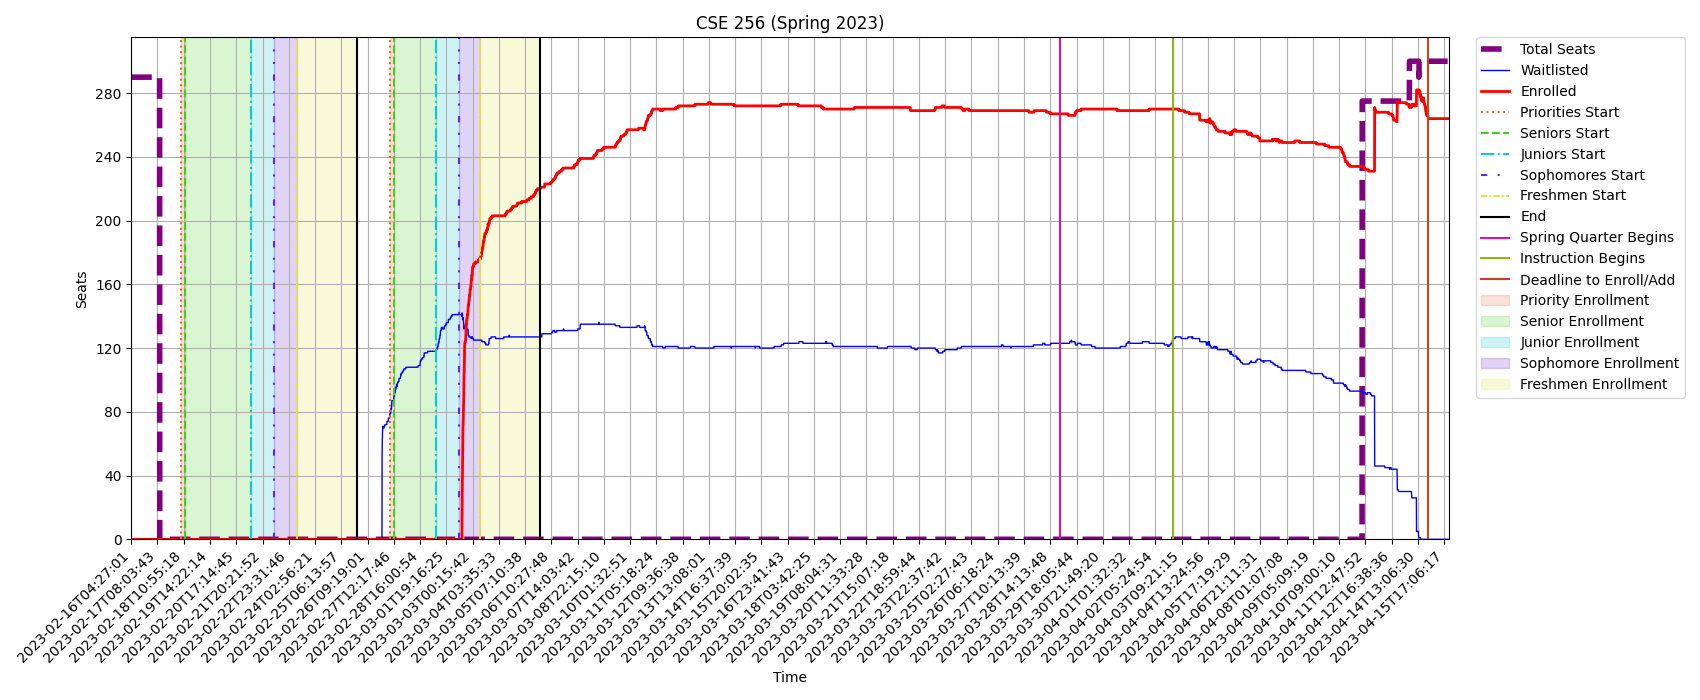 CSE 256 (Spring 2023)
Seats
280
240
200
160
120
80
40
0
2023-02-16T04:27:01
2023-02-17T08:03:43
2023-02-18T10:55:18
2023-02-19T14:22:14
2023-02-20T17:14:45
2023-02-21T20:21:52
2023-02-22T23:31:46
2023-02-24T02:56:21
2023-02-25T06:13:57
2023-02-26T09:19:01
2023-02-27T12:17:46
2023-02-28T16:00:54
2023-03-01T19:16:25
2023-03-03T00:15:42
2023-03-04T03:35:33
2023-03-05T07:10:38
2023-03-06T10:27:48
2023-03-07T14:03:42
2023-03-08T22:15:10
2023-03-10T01:32:51
2023-03-11T05:18:24
2023-03-12T09:36:38
2023-03-13T13:08:01
2023-03-14T16:37:39
2023-03-15T20:02:35
2023-03-16T23:41:43
2023-03-18T03:42:25
2023-03-19T08:04:31
2023-03-20T11:33:28
2023-03-21T15:07:18
2023-03-22T18:59:44
2023-03-23T22:37:42
2023-03-25T02:27:43
2023-03-26T06:18:24
2023-03-27T10:13:39
2023-03-28T14:13:48
2023-03-29T18:05:44
2023-03-30T21:49:20
2023-04-01T01:32:32
2023-04-02T05:24:54
2023-04-03T09:21:15
2023-04-04T13:24:56
2023-04-05T17:19:29
2023-04-06T21:11:31
2023-04-08T01:07:08
2023-04-09T05:09:19
2023-04-10T09:00:10
2023-04-11T12:47:52
2023-04-12T16:38:36
2023-04-14T13:06:30
2023-04-15T17:06:17
Time
Total Seats
Waitlisted
Enrolled
Priorities Start
Seniors Start
Juniors Start
Sophomores Start
Freshmen Start
End
Spring Quarter Begins
Instruction Begins
Deadline to Enroll/Add
Priority Enrollment
Senior Enrollment
Junior Enrollment
Sophomore Enrollment
Freshmen Enrollment